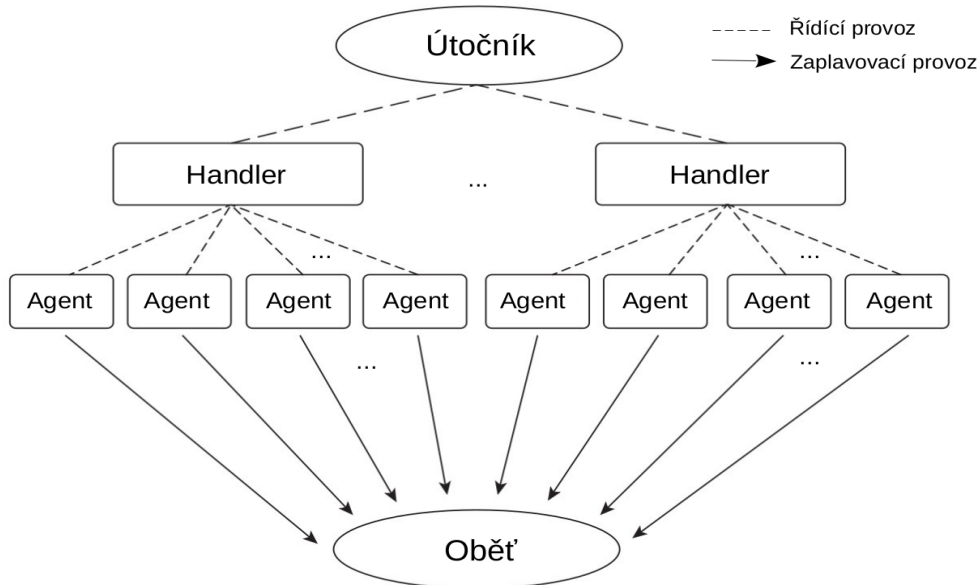 Útočník
Řídící provoz
Zaplavovací provoz
Handler ... Handler
... ...
Agent Agent Agent Agent Agent Agent Agent Agent
... ...
Oběť